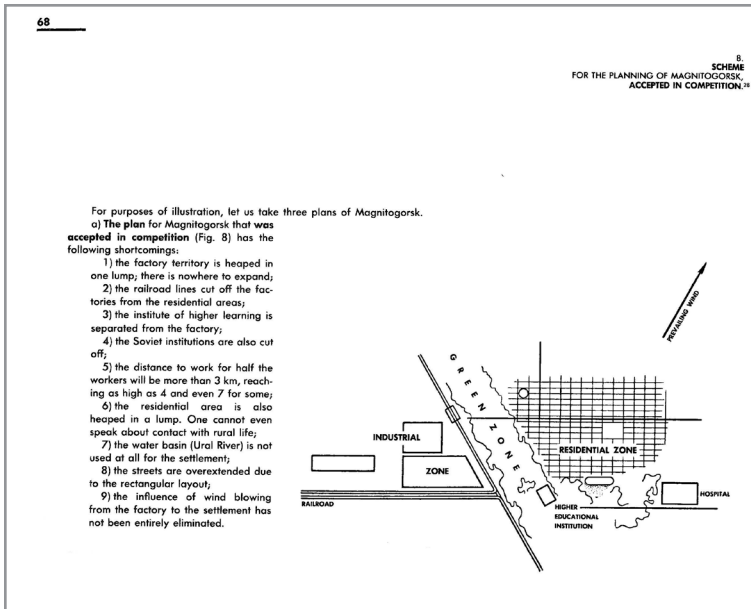 68
8.
SCHEME
FOR THE PLANNING OF MAGNITOGORSK,
ACCEPTED IN COMPETITION.28
For purposes of illustration, let us take three plans of Magnitogorsk.
a) The plan for Magnitogorsk that was
accepted in competition (Fig. 8) has the
following shortcomings:
1) the factory territory is heaped in
one lump; there is nowhere to expand;
2) the railroad lines cut off the fac-
tories from the residential areas;
3) the institute of higher learning is
separated from the factory;
4) the Soviet institutions are also cut
off;
5) the distance to work for half the
workers will be more than 3 km, reach-
ing as high as 4 and even 7 for some;
6) the residential area is also
heaped in a lump. One cannot even
speak about contact with rural life;
7) the water basin (Ural River) is not
used at all for the settlement;
8) the streets are overextended due
to the rectangular layout;
9) the influence of wind blowing
from the factory to the settlement has
not been entirely eliminated.
PREVAILING WIND
GREEN ZONE
INDUSTRIAL
ZONE
RESIDENTIAL ZONE
RAILROAD
HIGHER
EDUCATIONAL
INSTITUTION
HOSPITAL